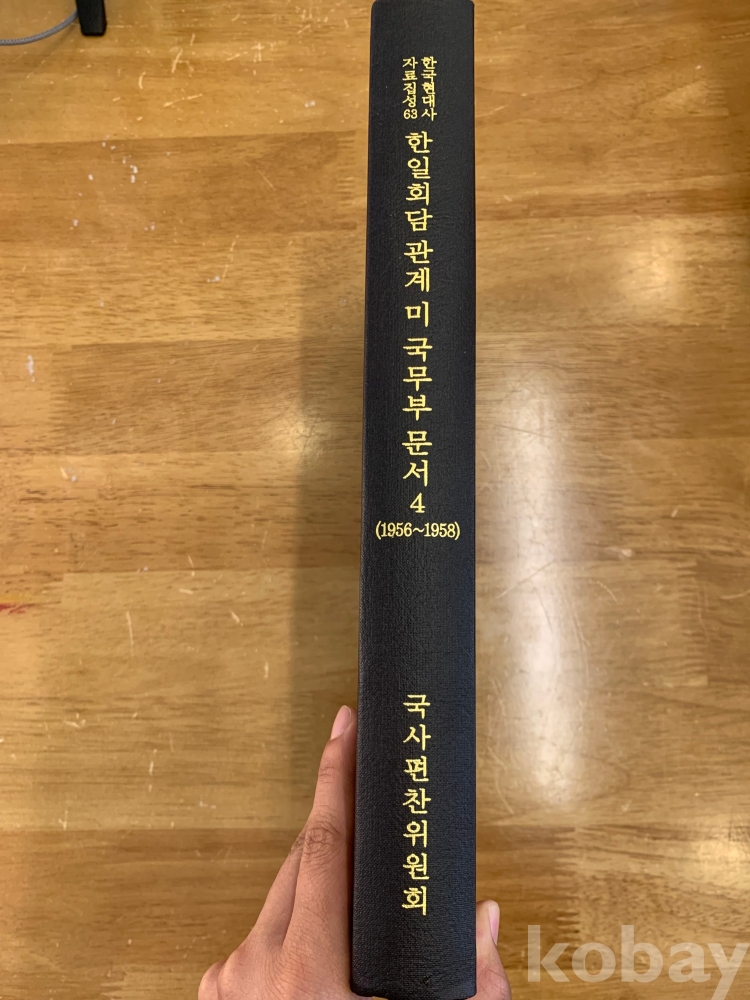 한국현대사
자료집성 63
한일회담 관계 미 국무부 문서 4
(1956~1958)
국사편찬위원회
kobay